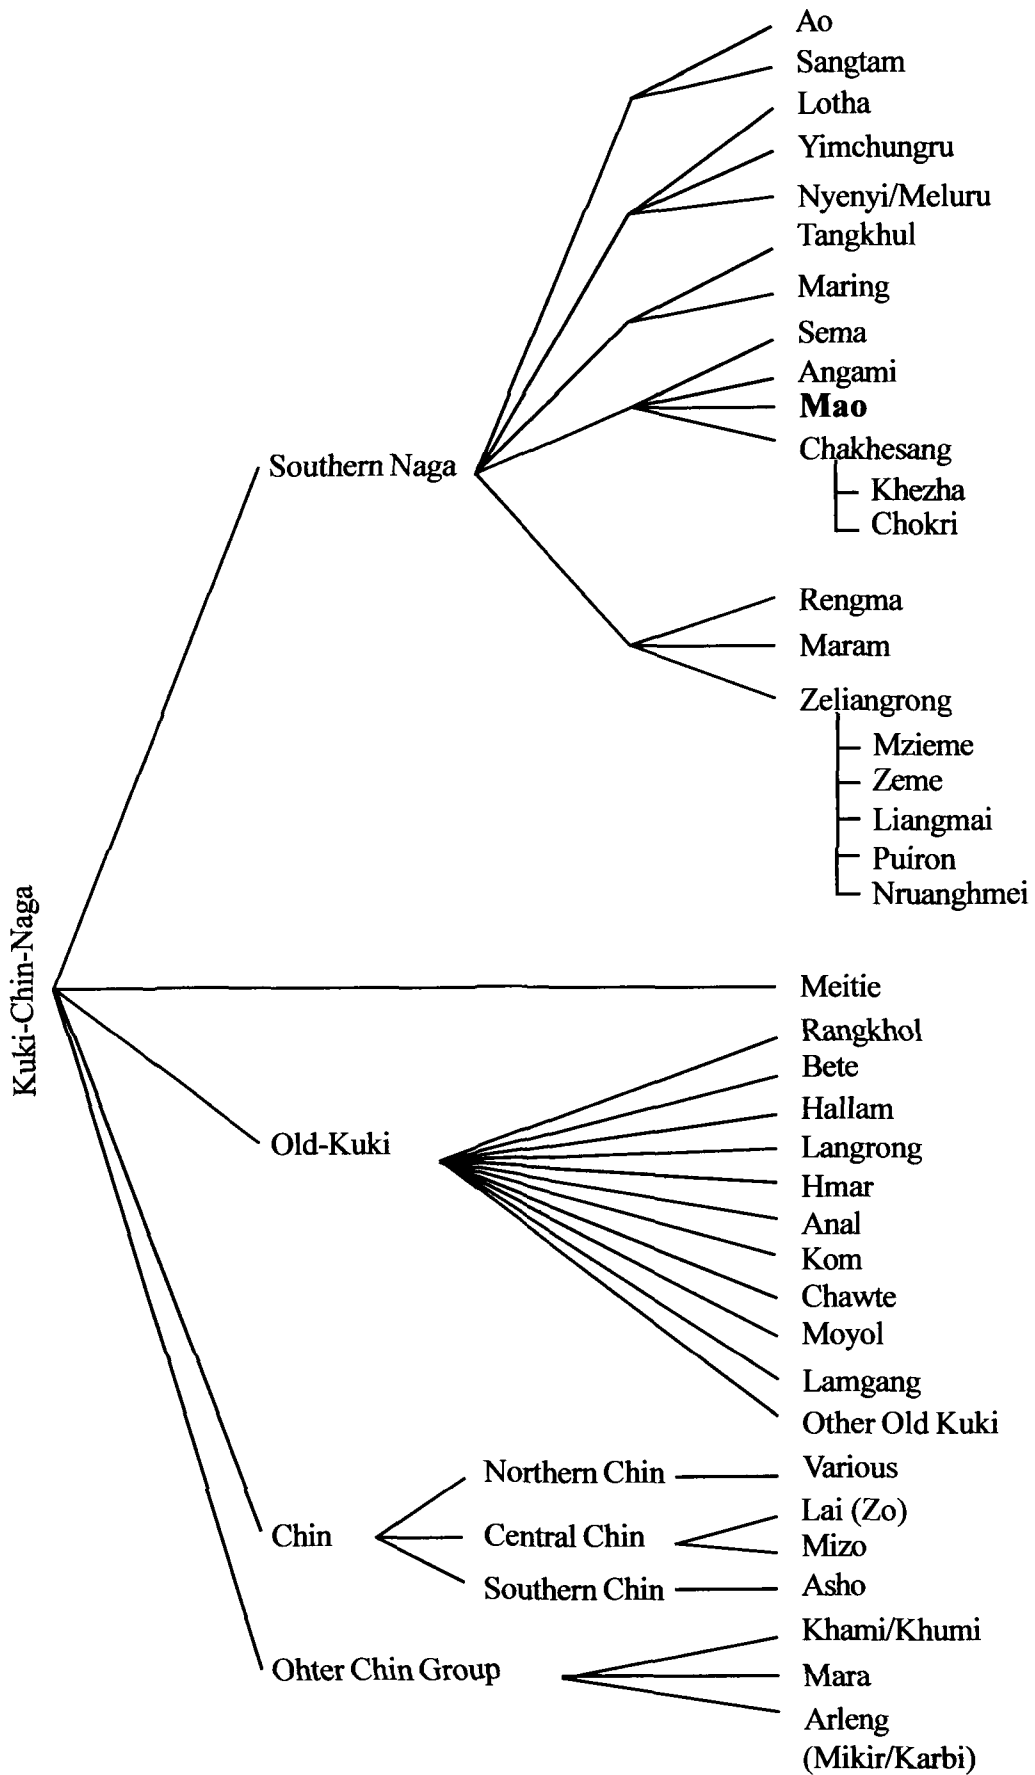 Ao
Sangtam
Lotha
Yimchungru
Nyenyi/Meluru
Tangkhul
Maring
Sema
Angami
Mao
Chakhesang
Southern Naga
Khezha
Chokri
Rengma
Maram
Zeliangrong
Mzieme
Zeme
Liangmai
Puiron
Nruanghmei
Kuki-Chin-Naga
Meitie
Rangkhol
Bete
Hallam
Old-Kuki
Langrong
Hmar
Anal
Kom
Chawte
Moyol
Lamgang
Other Old Kuki
Northern Chin
Various
Chin
Central Chin
Lai (Zo)
Mizo
Southern Chin
Asho
Ohter Chin Group
Khami/Khumi
Mara
Arleng
(Mikir/Karbi)